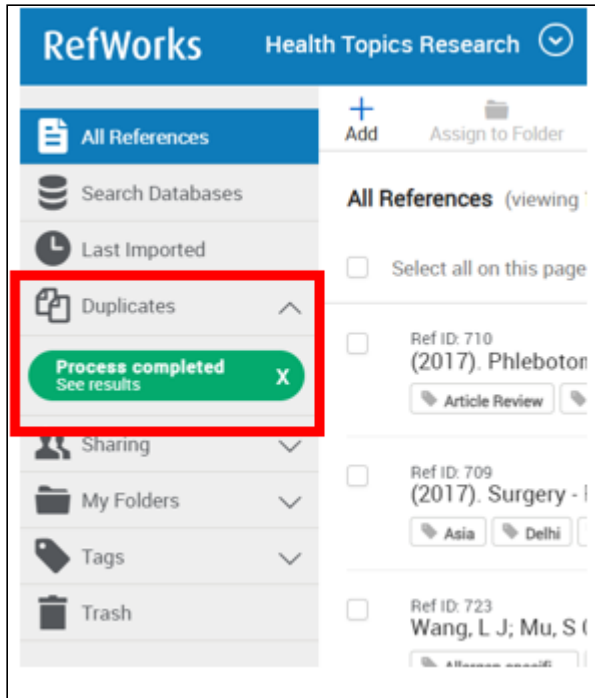 RefWorks Health Topics Research
All References
Search Databases
Last Imported
Duplicates
Process completed
See results
X
Sharing
My Folders
Tags
Trash
Add Assign to Folder
All References (viewing
Select all on this page
Ref ID: 710
(2017). Phleboton
Article Review
Ref ID: 709
(2017). Surgery -
Asia Delhi
Ref ID: 723
Wang, L J; Mu, S